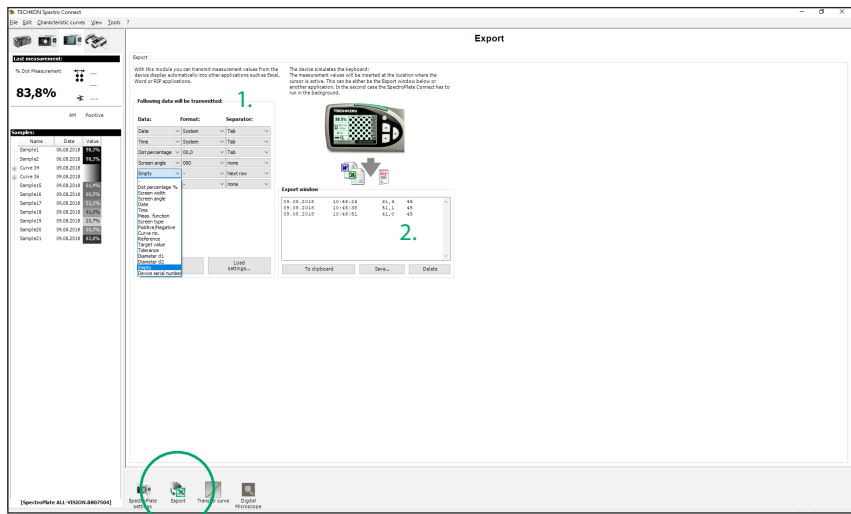 TECHKON Spectro Connect
File Edit Characteristic curves View Tools ?
Export
Last measurement:
% Dot Measurement
---
---
83,8%
---
AM Positive
Samples:
Name Date Value
Sample1 06.08.2018 98,3%
Sample2 06.08.2018 98,3%
Curve 34 09.08.2018
Curve 36 09.08.2018
Sample15 09.08.2018 61,4%
Sample16 09.08.2018
Sample17 09.08.2018 51,1%
Sample18 09.08.2018 41,0%
Sample19 09.08.2018 20,7%
Sample20 09.08.2018
Sample21 09.08.2018 83,8%
[SpectroPlate ALL-VISION.B807504]
Export
With this module you can transmit measurement values from the
device display automatically into other applications such as Excel,
Word or RIP applications.
1.
Following data will be transmitted:
Data: Format: Separator:
Date System Tab
Time System Tab
Dot percentage 00,0 Tab
Screen angle 000 none
Empty - Next row
- none
-
Dot percentage %
Screen width
Screen angle
Date
Time
Meas. function
Screen type
Positive/Negative
Curve no.
Reference
Target value
Tolerance
Diameter d1
Diameter d2
Empty
Device serial number
Load
settings...
The device simulates the keyboard:
The measurement values will be inserted at the location where the
cursor is active. This can be either be the Export window below or
another application. In the second case the SpectroPlate Connect has to
run in the background.
TECHKON
Export window
09.08.2018 10:46:24 61,4 45
09.08.2018 10:46:38 51,1 45
09.08.2018 10:46:51 41,0 45
2.
To clipboard Save... Delete
SpectroPlate
settings
Export
Transfer curve
Digital
Microscope